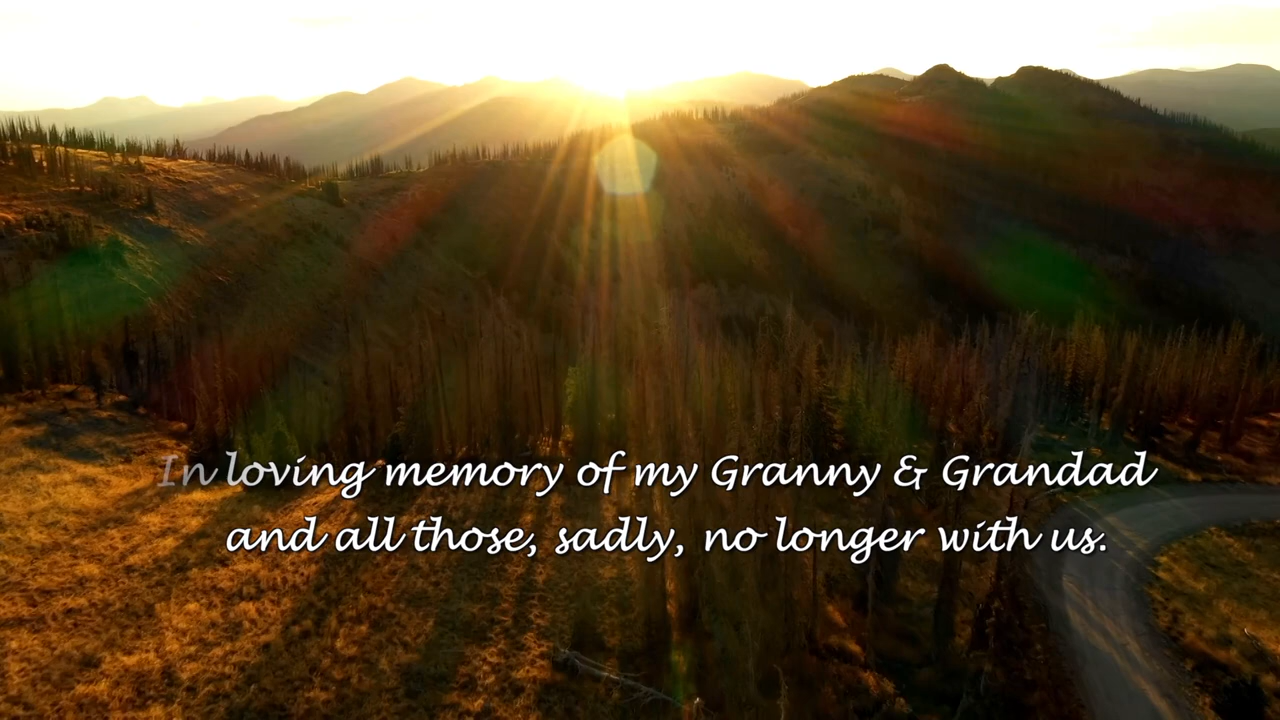 In loving memory of my Granny & Grandad
and all those, sadly, no longer with us.